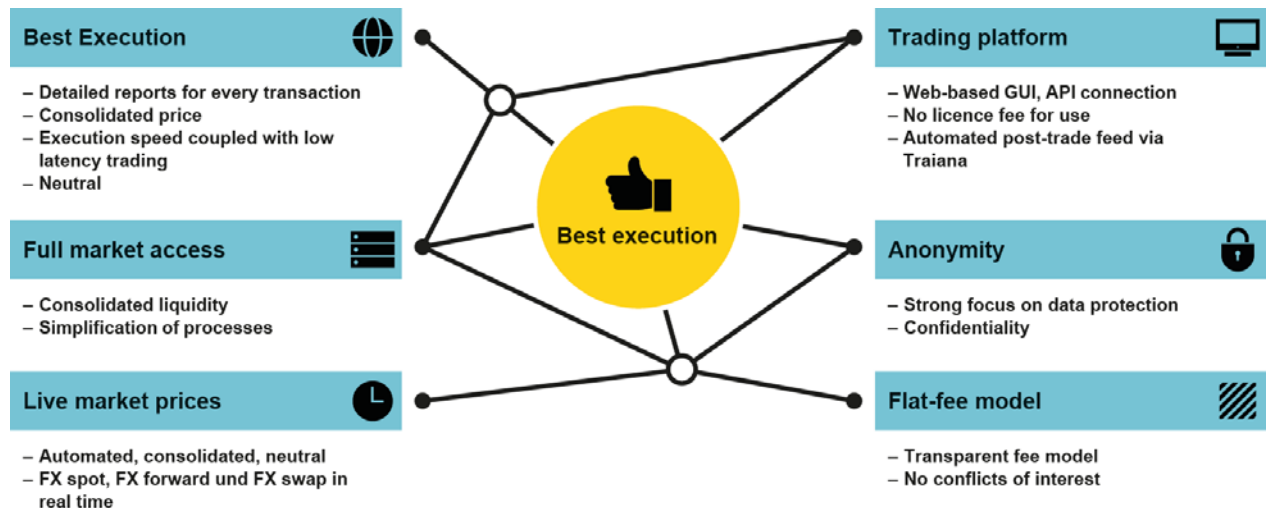 Best Execution
– Detailed reports for every transaction
– Consolidated price
– Execution speed coupled with low
latency trading
– Neutral
Full market access
– Consolidated liquidity
– Simplification of processes
Live market prices
– Automated, consolidated, neutral
– FX spot, FX forward und FX swap in
real time
Best execution
Trading platform
– Web-based GUI, API connection
– No licence fee for use
– Automated post-trade feed via
Traiana
Anonymity
– Strong focus on data protection
– Confidentiality
Flat-fee model
– Transparent fee model
– No conflicts of interest